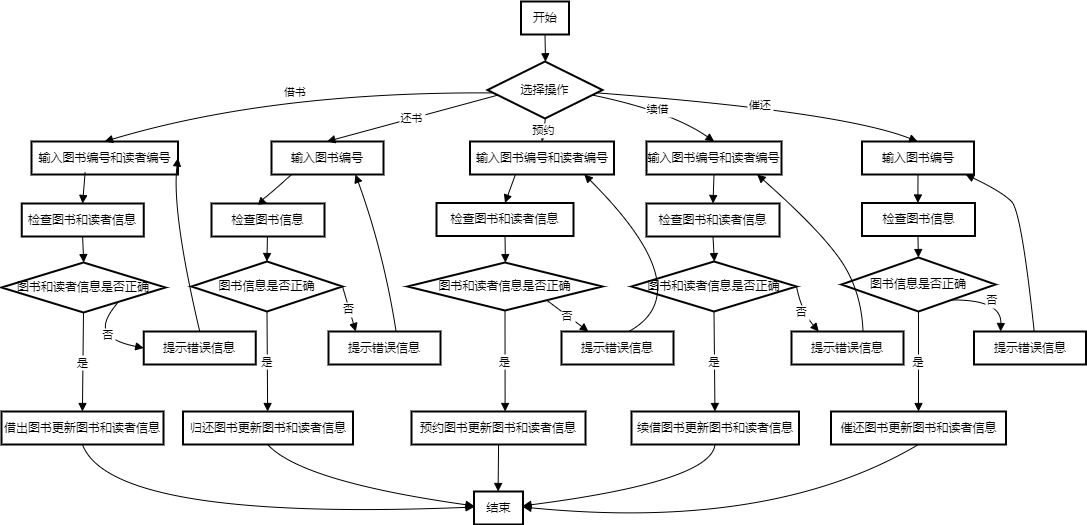 开始
选择操作
借书
还书
预约
续借
催还
输入图书编号和读者编号
输入图书编号
输入图书编号和读者编号
输入图书编号和读者编号
输入图书编号
检查图书和读者信息
检查图书信息
检查图书和读者信息
检查图书和读者信息
检查图书信息
图书和读者信息是否正确
图书信息是否正确
图书和读者信息是否正确
图书和读者信息是否正确
图书信息是否正确
否
否
否
否
否
提示错误信息
提示错误信息
提示错误信息
提示错误信息
提示错误信息
是
是
是
是
是
借出图书更新图书和读者信息
归还图书更新图书和读者信息
预约图书更新图书和读者信息
续借图书更新图书和读者信息
催还图书更新图书和读者信息
结束